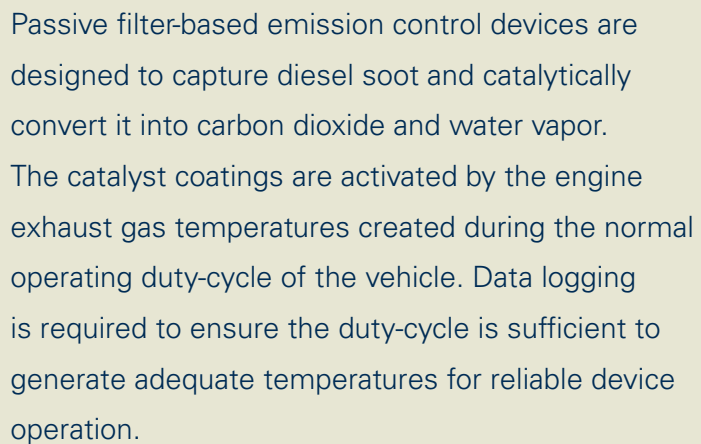 Passive filter-based emission control devices are
designed to capture diesel soot and catalytically
convert it into carbon dioxide and water vapor.
The catalyst coatings are activated by the engine
exhaust gas temperatures created during the normal
operating duty-cycle of the vehicle. Data logging
is required to ensure the duty-cycle is sufficient to
generate adequate temperatures for reliable device
operation.